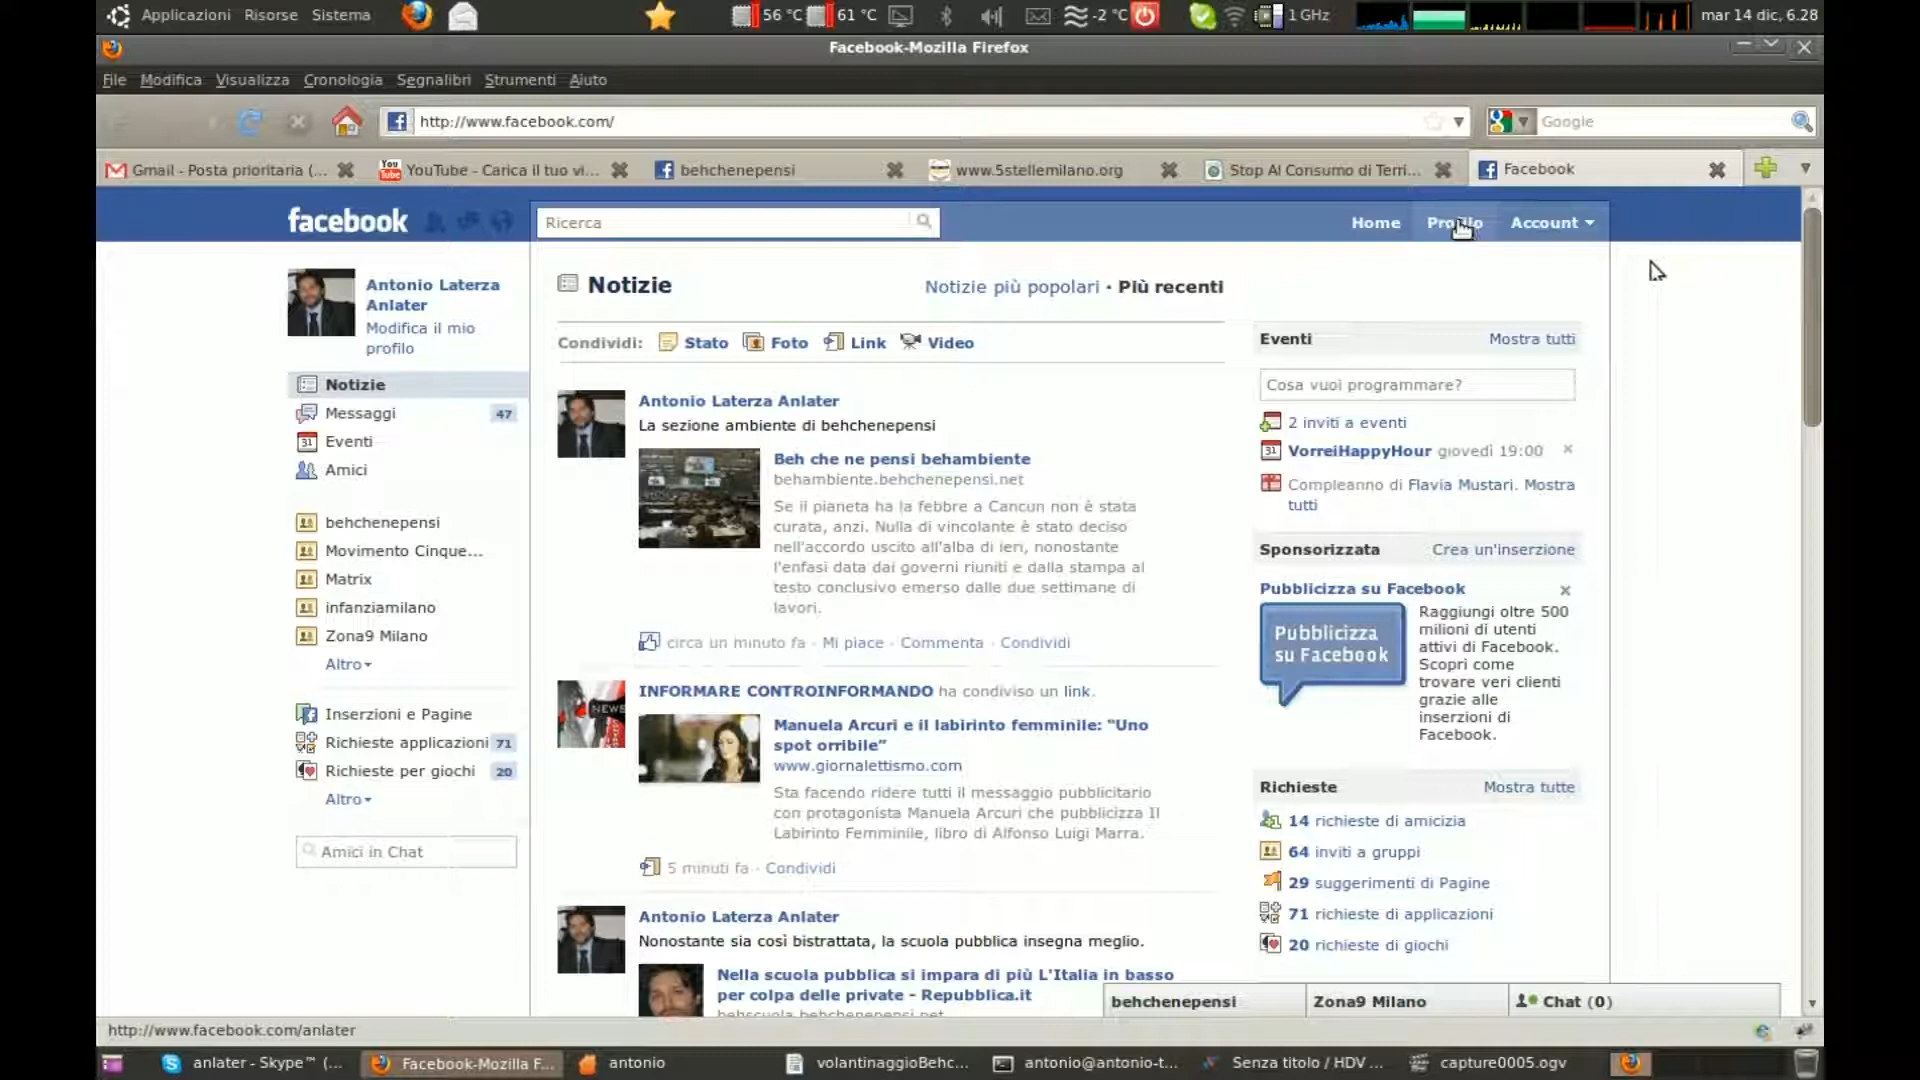 Applicazioni Risorse Sistema 56 °C 61 °C -2 °C 1 GHz mar 14 dic, 6.28
Facebook-Mozilla Firefox
File Modifica Visualizza Cronologia Segnalibri Strumenti Aiuto
http://www.facebook.com/ Google
Gmail - Posta prioritaria (... YouTube - Carica il tuo vi... behchenepensi www.5stellemilano.org Stop Al Consumo di Terri... Facebook
facebook Ricerca Home Profilo Account
Antonio Laterza
Anlater
Modifica il mio
profilo
Notizie
Messaggi 47
Eventi
Amici
behchenepensi
Movimento Cinque...
Matrix
infanziamilano
Zona9 Milano
Altro
Inserzioni e Pagine
Richieste applicazioni 71
Richieste per giochi 20
Altro
Amici in Chat
Notizie Notizie più popolari · Più recenti
Condividi: Stato Foto Link Video
Antonio Laterza Anlater
La sezione ambiente di behchenepensi
Beh che ne pensi behambiente
behambiente.behchenepensi.net
Se il pianeta ha la febbre a Cancun non è stata
curata, anzi. Nulla di vincolante è stato deciso
nell'accordo uscito all'alba di ieri, nonostante
l'enfasi data dai governi riuniti e dalla stampa al
testo conclusivo emerso dalle due settimane di
lavori.
circa un minuto fa · Mi piace · Commenta · Condividi
NEWS
INFORMARE CONTROINFORMANDO ha condiviso un link.
Manuela Arcuri e il labirinto femminile: "Uno
spot orribile"
www.giornalettismo.com
Sta facendo ridere tutti il messaggio pubblicitario
con protagonista Manuela Arcuri che pubblicizza Il
Labirinto Femminile, libro di Alfonso Luigi Marra.
5 minuti fa · Condividi
Antonio Laterza Anlater
Nonostante sia così bistrattata, la scuola pubblica insegna meglio.
Nella scuola pubblica si impara di più L'Italia in basso
per colpa delle private - Repubblica.it
behscuola.behchenepensi.net
Eventi Mostra tutti
Cosa vuoi programmare?
2 inviti a eventi
31 VorreiHappyHour giovedì 19:00
Compleanno di Flavia Mustari. Mostra
tutti
Sponsorizzata Crea un'inserzione
Pubblicizza su Facebook
Pubblicizza
su Facebook
Raggiungi oltre 500
milioni di utenti
attivi di Facebook.
Scopri come
trovare veri clienti
grazie alle
inserzioni di
Facebook.
Richieste Mostra tutte
14 richieste di amicizia
64 inviti a gruppi
29 suggerimenti di Pagine
71 richieste di applicazioni
20 richieste di giochi
behchenepensi Zona9 Milano Chat (0)
http://www.facebook.com/anlater
anlater - Skype™ (... Facebook-Mozilla F... antonio volantinaggioBehc... antonio@antonio-t... Senza titolo / HDV ... capture0005.ogv